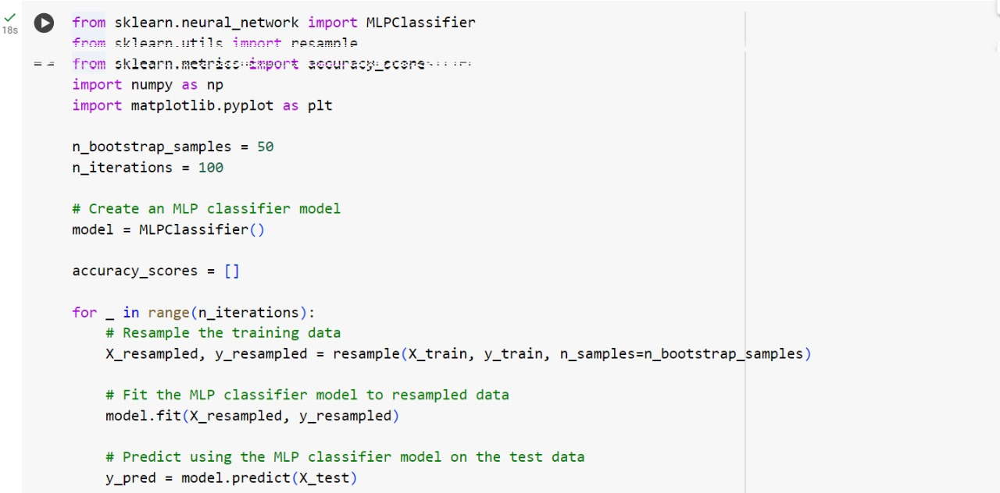 18s
from sklearn.neural_network import MLPClassifier
from sklearn.utils import resample
from sklearn.metrics import accuracy_score
import numpy as np
import matplotlib.pyplot as plt
n_bootstrap_samples = 50
n_iterations = 100
# Create an MLP classifier model
model = MLPClassifier()
accuracy_scores = []
for _ in range(n_iterations):
    # Resample the training data
    X_resampled, y_resampled = resample(X_train, y_train, n_samples=n_bootstrap_samples)
    # Fit the MLP classifier model to resampled data
    model.fit(X_resampled, y_resampled)
    # Predict using the MLP classifier model on the test data
    y_pred = model.predict(X_test)